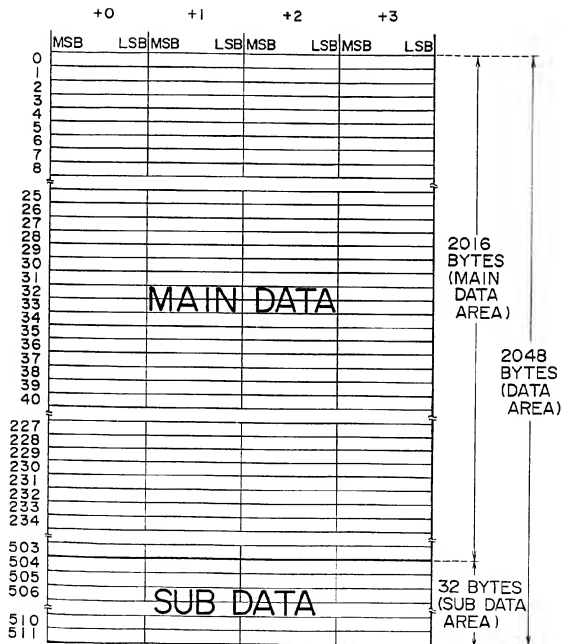 +0 +1 +2 +3
MSB LSB MSB LSB MSB LSB MSB LSB
0
1
2
3
4
5
6
7
8
25
26
27
28
29
30
31
32
33
34
35
36
37
38
39
40
MAIN DATA
2016
BYTES
(MAIN
DATA
AREA)
2048
BYTES
(DATA
AREA)
227
228
229
230
231
232
233
234
503
504
505
506
510
511
SUB DATA
32 BYTES
(SUB DATA
AREA)